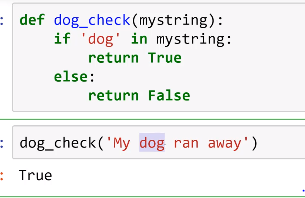 : def dog_check(mystring):
    if 'dog' in mystring:
        return True
    else:
        return False
: dog_check('My dog ran away')
: True